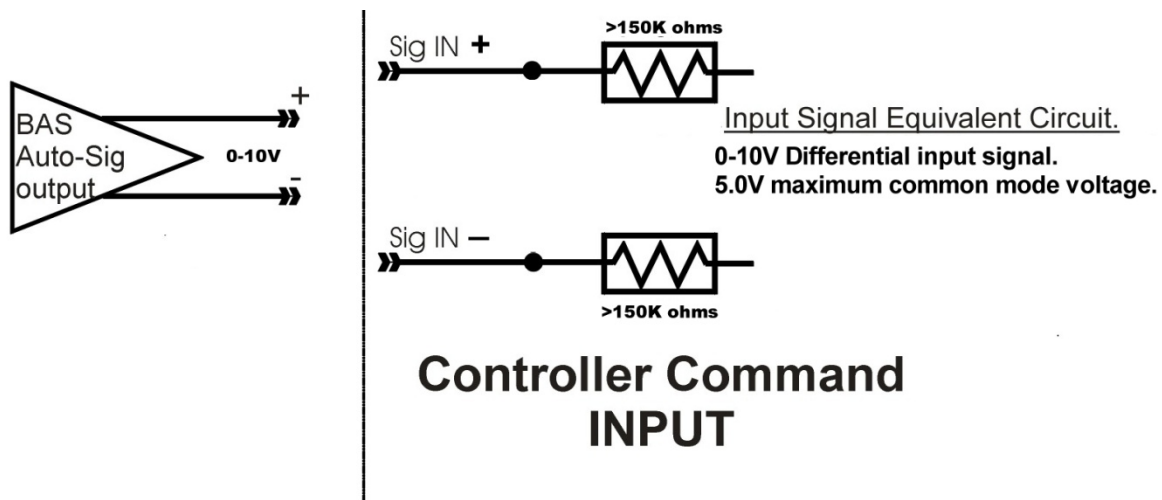 BAS
Auto-Sig
output
+
0-10V
-
>150K ohms
Sig IN +
Input Signal Equivalent Circuit.
0-10V Differential input signal.
5.0V maximum common mode voltage.
Sig IN –
>150K ohms
Controller Command
INPUT